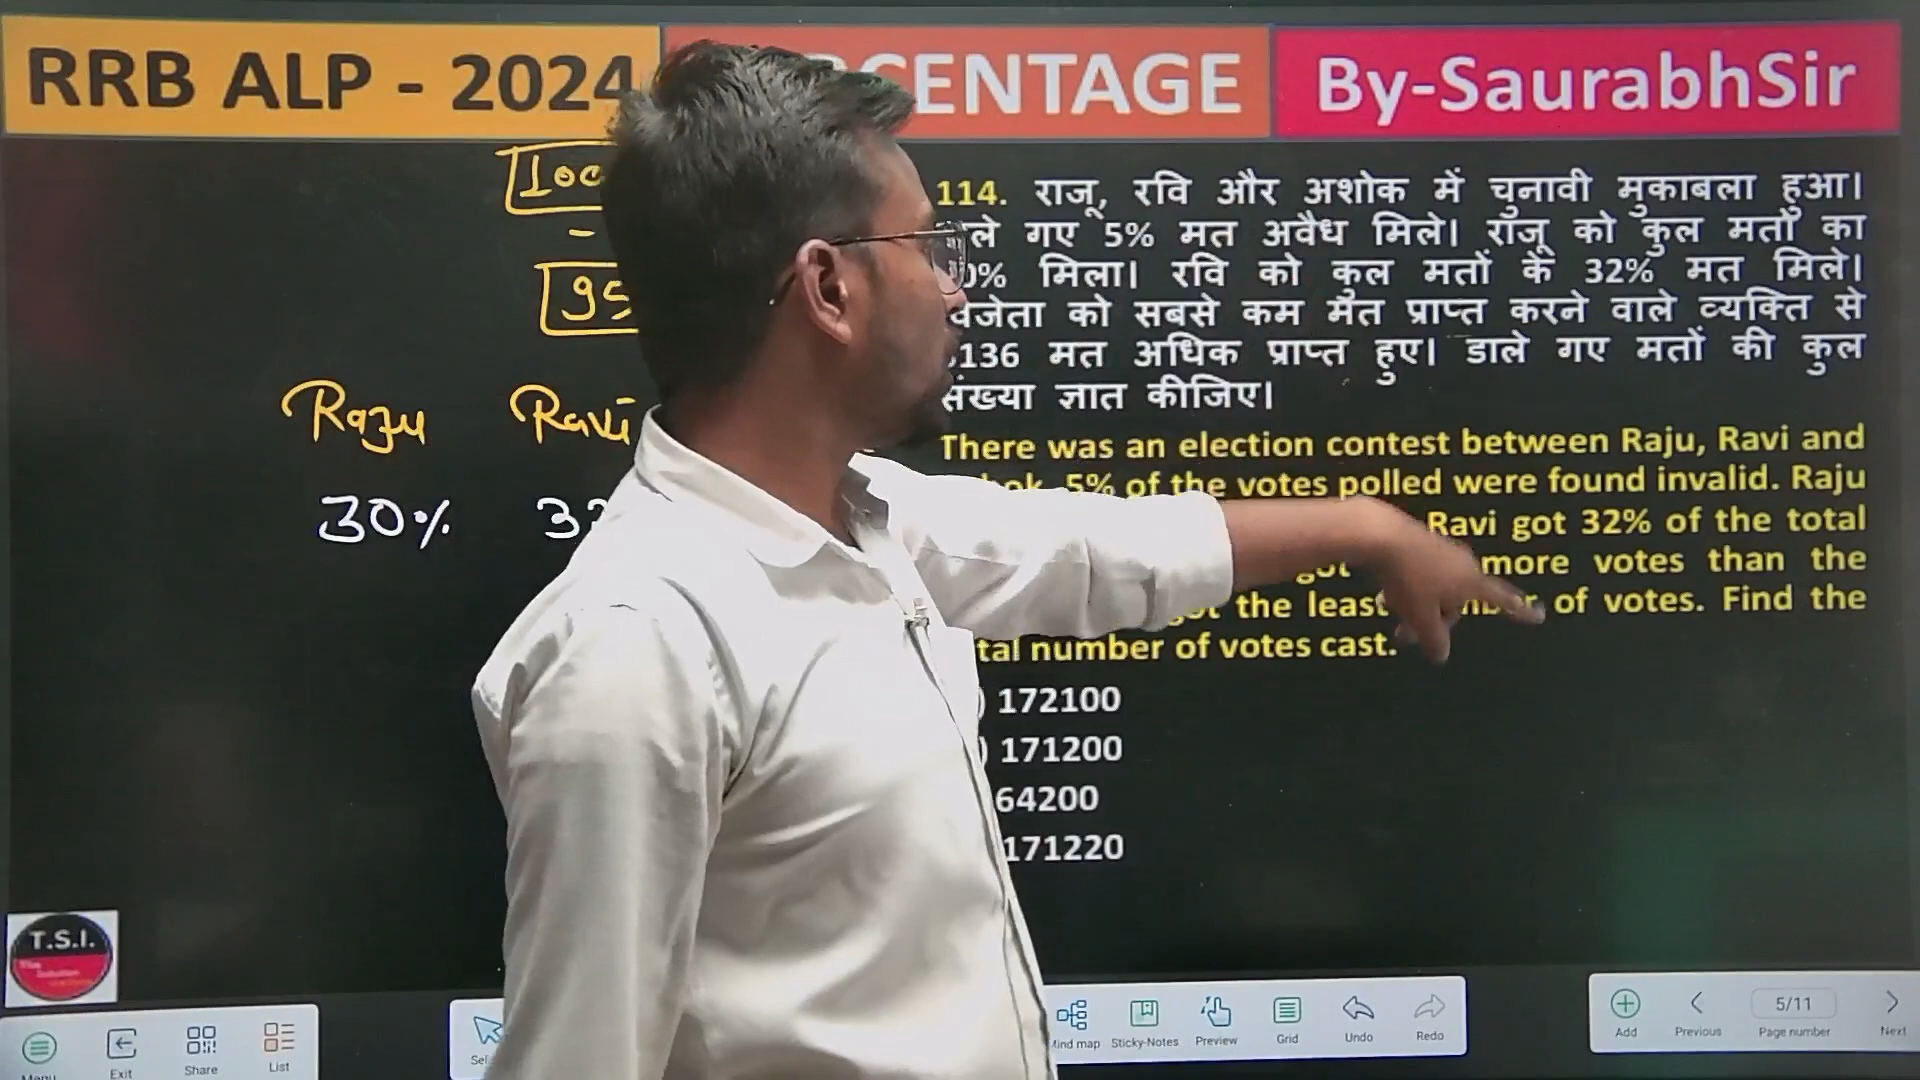 RRB ALP - 2024
CENTAGE
By-SaurabhSir
95
Raju Ravi
30%
114. राजू, रवि और अशोक में चुनावी मुकाबला हुआ।
गए 5% मत अवैध मिले। राजू को कुल मतों का
मिला। रवि को कुल मतों के 32% मत मिले।
को सबसे कम मत प्राप्त करने वाले व्यक्ति से
136 मत अधिक प्राप्त हुए। डाले गए मतों की कुल
संख्या ज्ञात कीजिए।
There was an election contest between Raju, Ravi and
5% of the votes polled were found invalid. Raju
Ravi got 32% of the total
got more votes than the
the least of votes. Find the
number of votes cast.
172100
171200
64200
171220
T.S.I.
Menu Exit Share List
Mind map Sticky-Notes Preview Grid Undo Redo
Add Previous 5/11 Page number Next